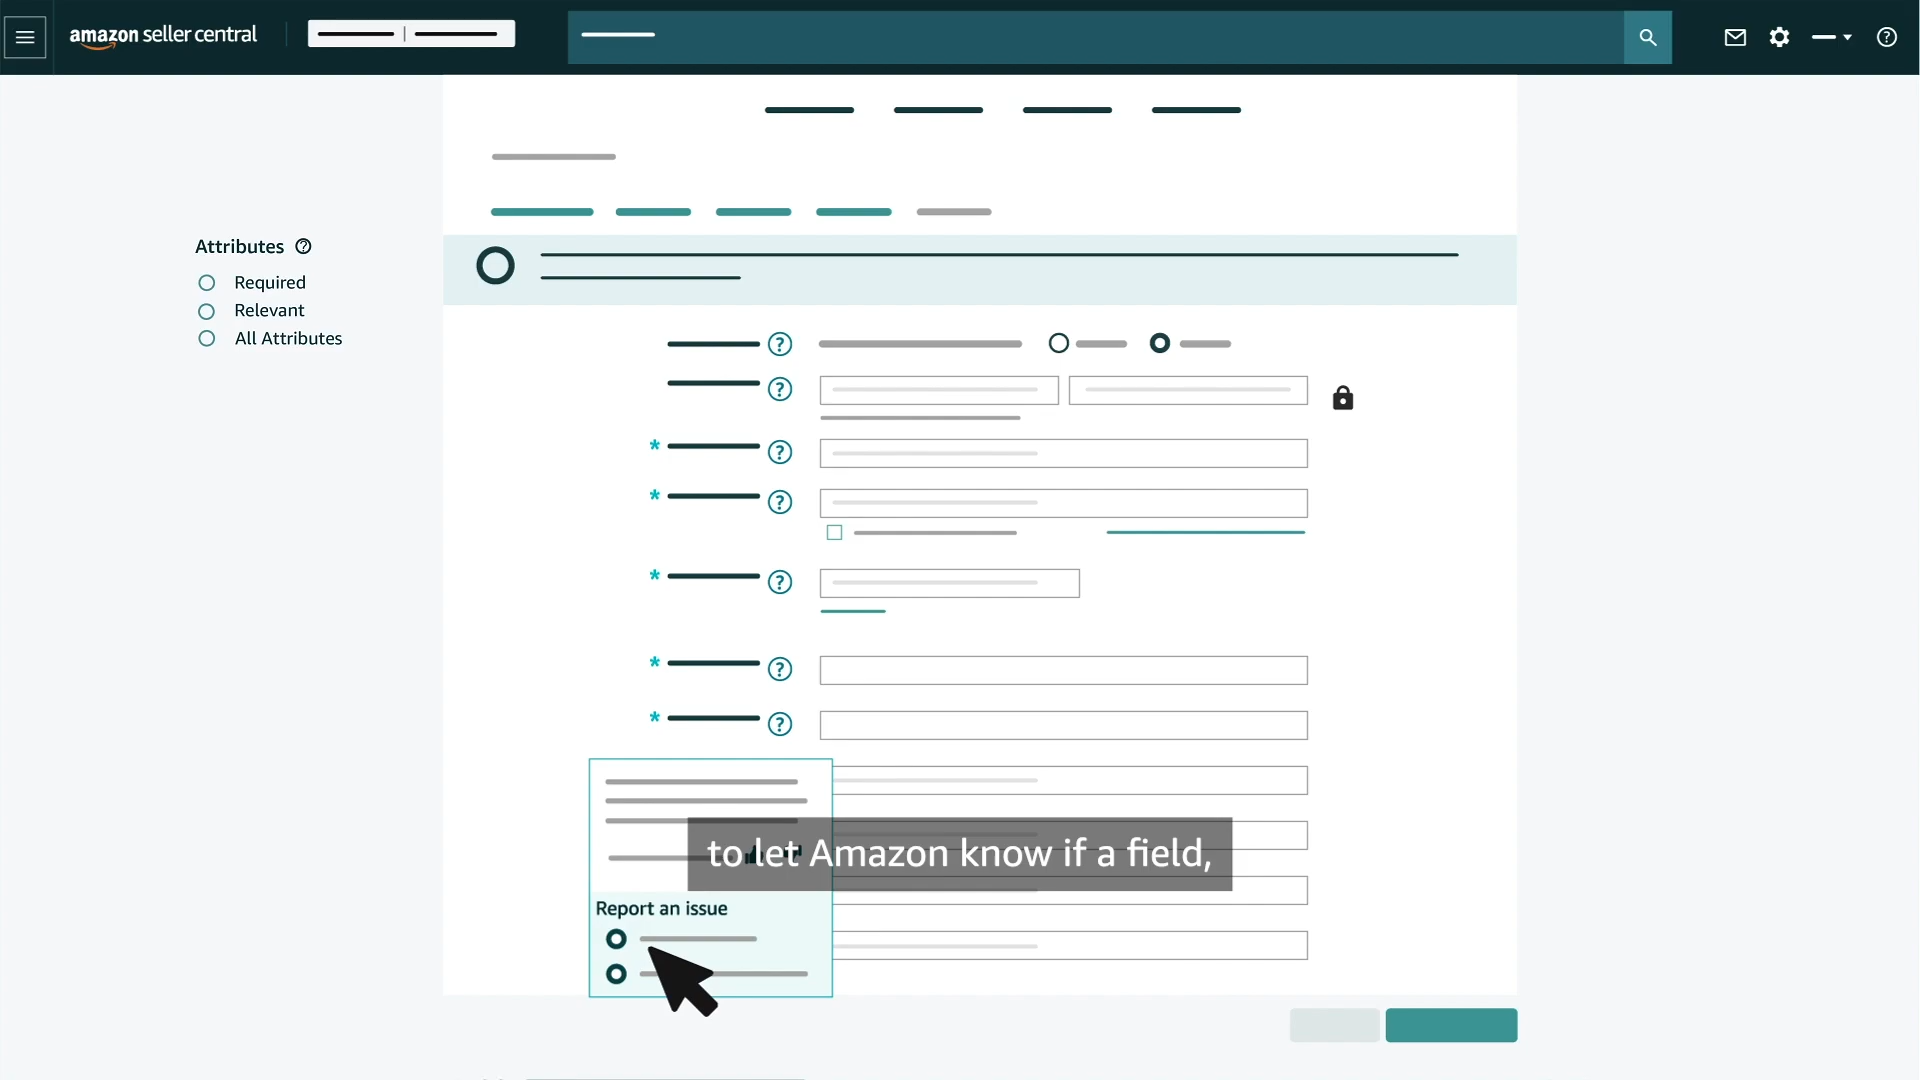 amazon seller central
Attributes
Required
Relevant
All Attributes
to let Amazon know if a field,
Report an issue